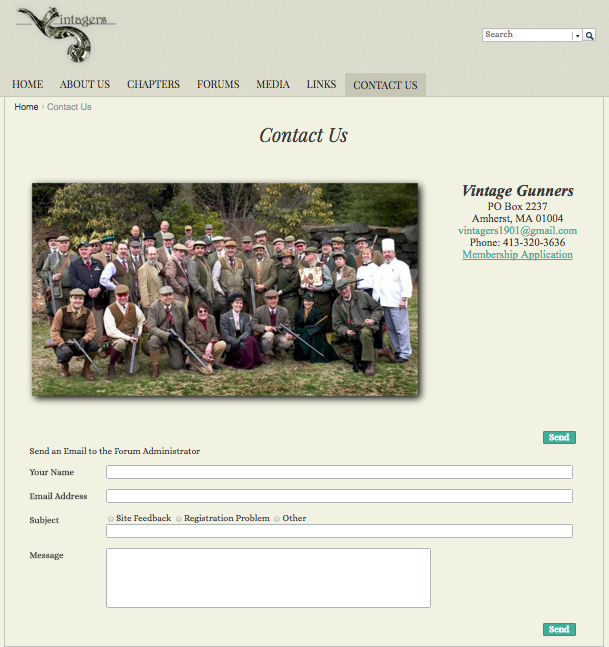 Vintagers
Search
HOME ABOUT US CHAPTERS FORUMS MEDIA LINKS CONTACT US
Home › Contact Us
Contact Us
Vintage Gunners
PO Box 2237
Amherst, MA 01004
vintagers1901@gmail.com
Phone: 413-320-3636
Membership Application
Send
Send an Email to the Forum Administrator
Your Name
Email Address
Subject Site Feedback Registration Problem Other
Message
Send